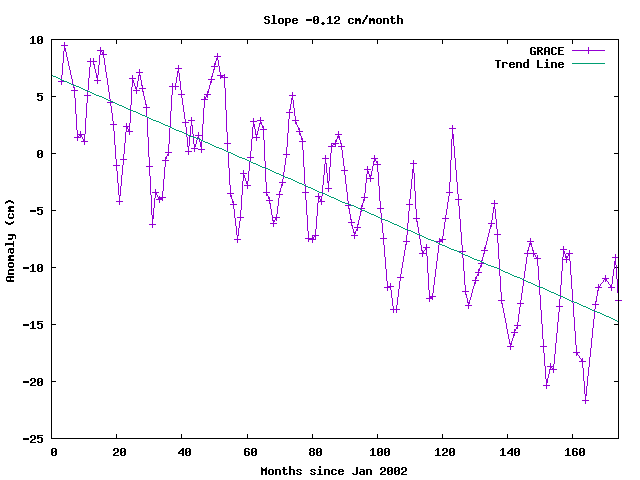 Slope -0.12 cm/month
GRACE
Trend Line
10
5
0
-5
-10
-15
-20
-25
Anomaly (cm)
0 20 40 60 80 100 120 140 160
Months since Jan 2002